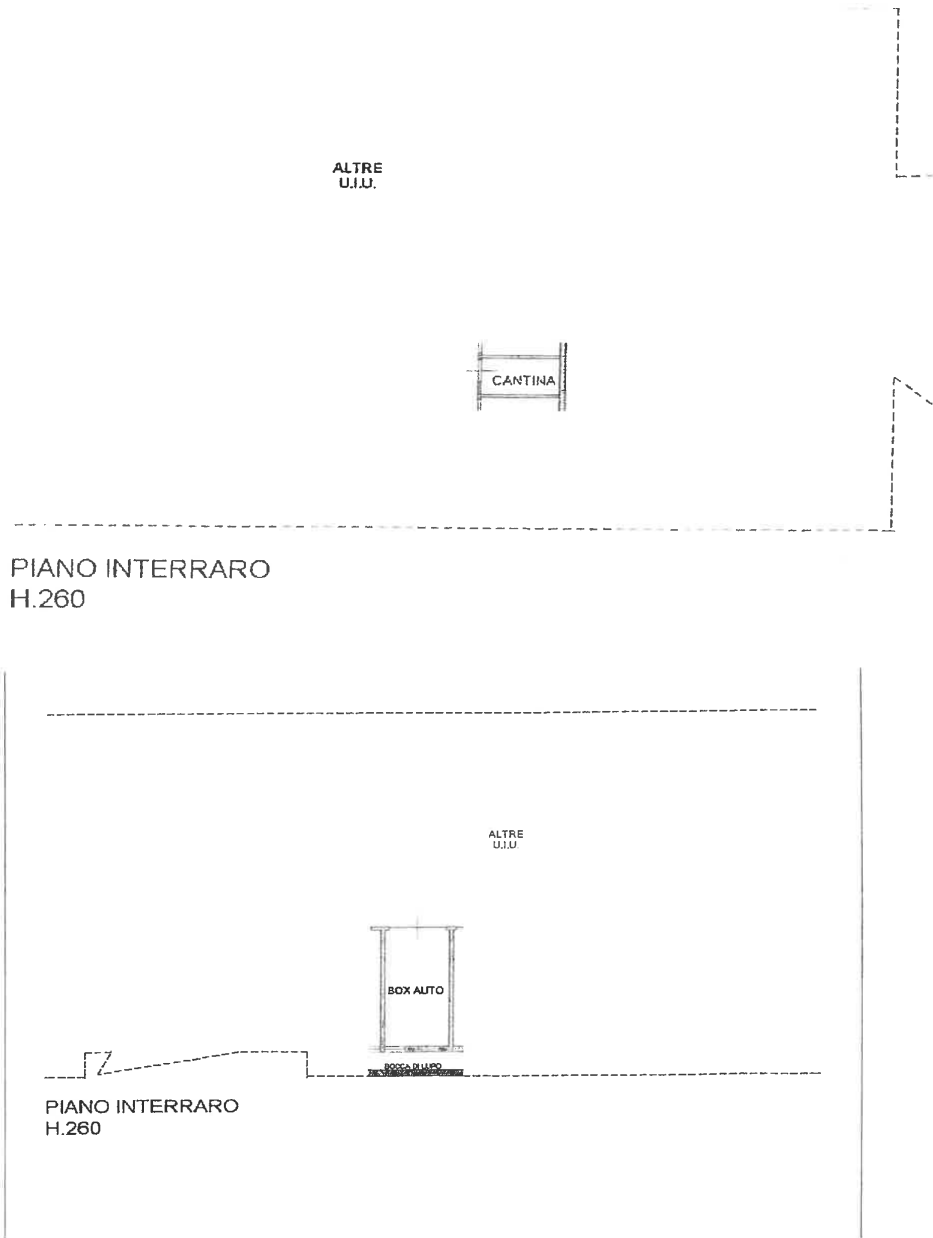 ALTRE
U.I.U.
CANTINA
PIANO INTERRARO
H.260
ALTRE
U.I.U.
BOX AUTO
BOCCA DI LUPO
PIANO INTERRARO
H.260